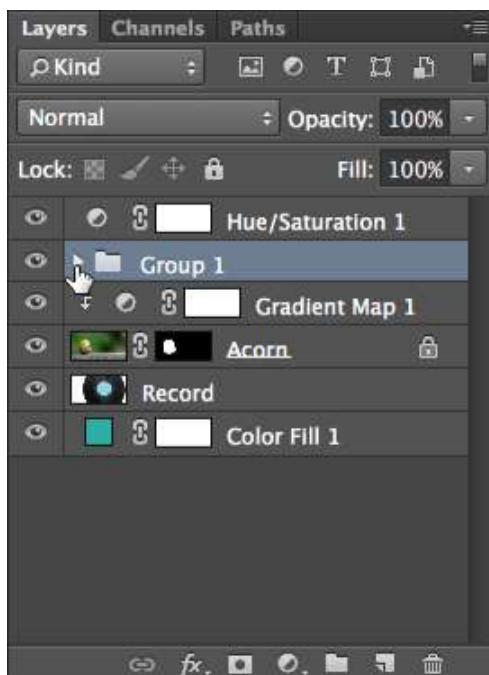 Layers Channels Paths
Kind
Normal Opacity: 100%
Lock: Fill: 100%
Hue/Saturation 1
Group 1
Gradient Map 1
Acorn
Record
Color Fill 1
fx.